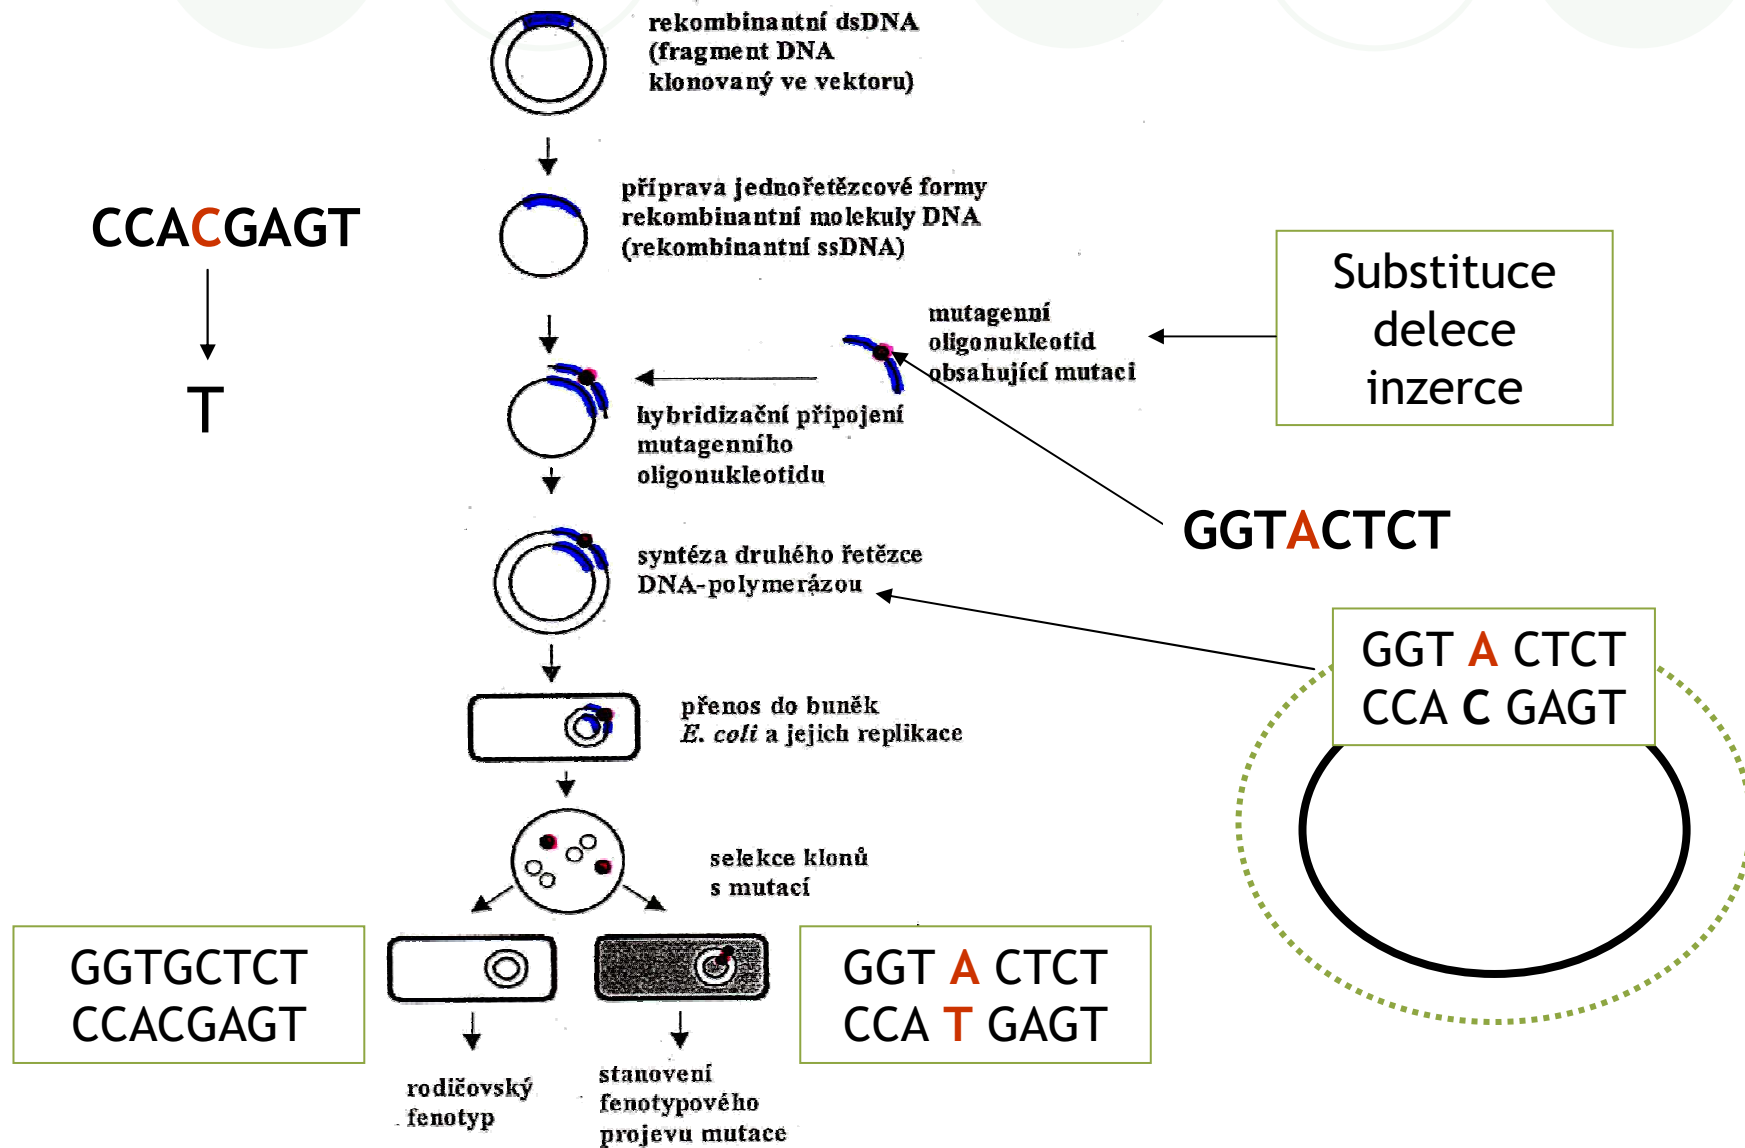 rekombinantní dsDNA
(fragment DNA
klonovaný ve vektoru)
příprava jednořetězcové formy
rekombinantní molekuly DNA
(rekombinantní ssDNA)
CCACGAGT
T
mutagenní
oligonukleotid
obsahující mutaci
Substituce
delece
inzerce
hybridizační připojení
mutagenního
oligonukleotidu
GGTACTCT
syntéza druhého řetězce
DNA-polymerázou
GGT A CTCT
CCA C GAGT
přenos do buněk
E. coli a jejich replikace
selekce klonů
s mutací
GGTGCTCT
CCACGAGT
GGT A CTCT
CCA T GAGT
rodičovský
fenotyp
stanovení
fenotypového
projevu mutace